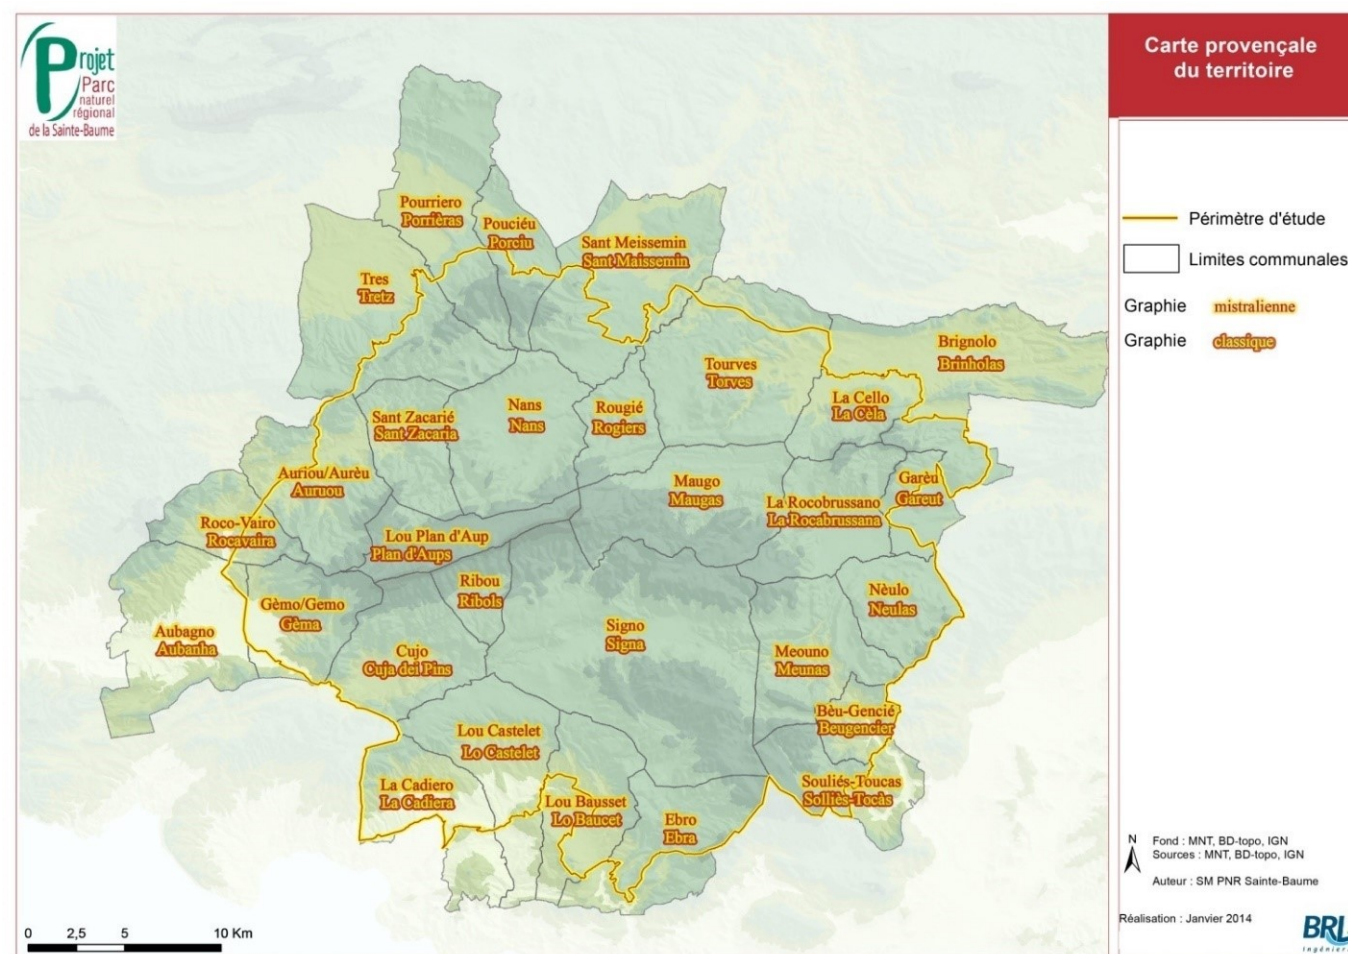 Projet
Parc
naturel
régional
de la Sainte-Baume
Carte provençale
du territoire
Périmètre d'étude
Limites communales
Graphie mistralienne
Graphie classique
Pourriero
Porrièras
Pouciéu
Porciu
Sant Meissemin
Sant Maissemin
Tres
Tretz
Brignolo
Brinholas
Tourves
Torves
La Cello
La Cèla
Nans
Nans
Rougié
Rogiers
Sant Zacarié
Sant Zacaria
Auriou/Aurèu
Auruou
Maugo
Maugas
Garèu
Gareut
La Rocobrussano
La Rocabrussana
Roco-Vairo
Rocavaira
Lou Plan d'Aup
Plan d'Aups
Ribou
Ribols
Nèulo
Neulas
Gèmo/Gemo
Gèma
Aubagno
Aubanha
Signo
Signa
Cujo
Cuja dei Pins
Meouno
Meunas
Bèu-Gencié
Beugencier
Lou Castelet
Lo Castelet
La Cadiero
La Cadiera
Souliés-Toucas
Solliès-Tocàs
Lou Bausset
Lo Baucet
Ebro
Ebra
N
Fond : MNT, BD-topo, IGN
Sources : MNT, BD-topo, IGN
Auteur : SM PNR Sainte-Baume
Réalisation : Janvier 2014
0 2,5 5 10 Km